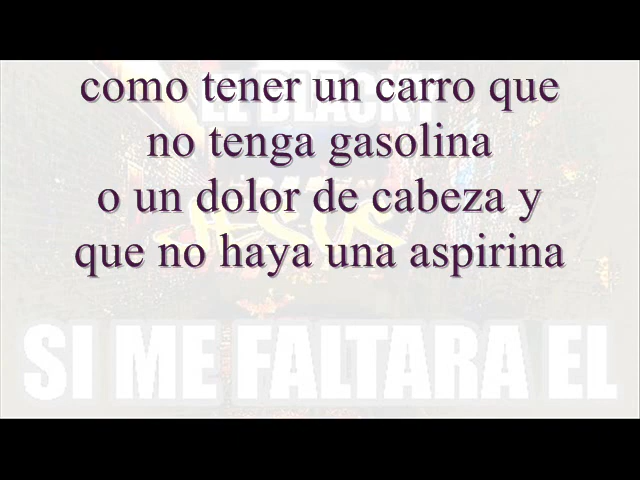 como tener un carro que
no tenga gasolina
o un dolor de cabeza y
que no haya una aspirina
SI ME FALTARA EL